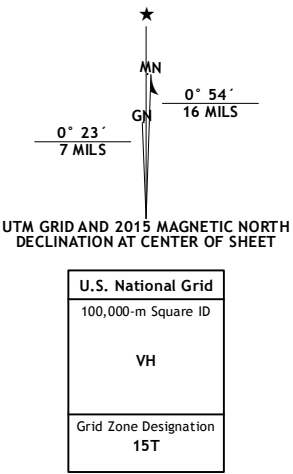 ★
MN
GN
0° 54´
16 MILS
0° 23´
7 MILS
UTM GRID AND 2015 MAGNETIC NORTH
DECLINATION AT CENTER OF SHEET
U.S. National Grid
100,000-m Square ID
VH
Grid Zone Designation
15T